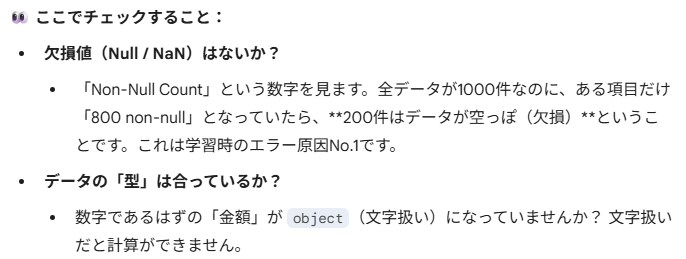 👀 ここでチェックすること：
• 欠損値（Null / NaN）はないか？
• 「Non-Null Count」という数字を見ます。全データが1000件なのに、ある項目だけ
「800 non-null」となっていたら、**200件はデータが空っぽ（欠損）**というこ
とです。これは学習時のエラー原因No.1です。
• データの「型」は合っているか？
• 数字であるはずの「金額」が object（文字扱い）になっていませんか？ 文字扱い
だと計算ができません。